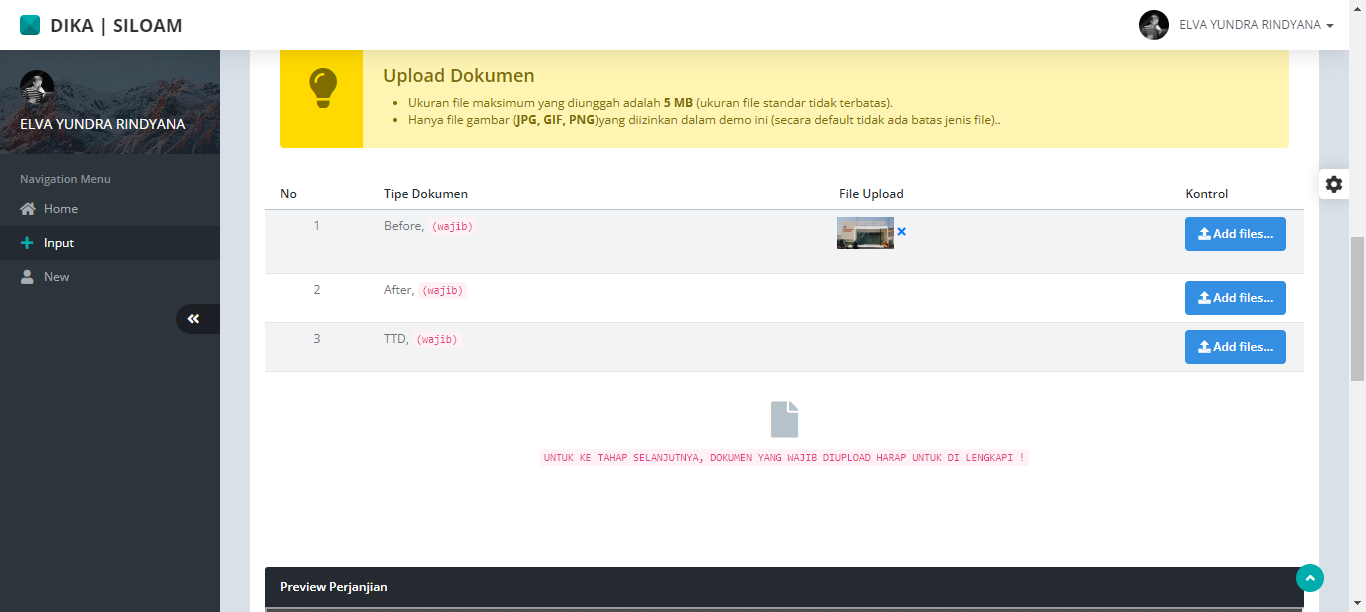 DIKA | SILOAM
ELVA YUNDRA RINDYANA
ELVA YUNDRA RINDYANA
Navigation Menu
Home
Input
New
Upload Dokumen
Ukuran file maksimum yang diunggah adalah 5 MB (ukuran file standar tidak terbatas).
Hanya file gambar (JPG, GIF, PNG)yang diizinkan dalam demo ini (secara default tidak ada batas jenis file)..
No Tipe Dokumen File Upload Kontrol
1 Before, (wajib) × Add files...
2 After, (wajib) Add files...
3 TTD, (wajib) Add files...
UNTUK KE TAHAP SELANJUTNYA, DOKUMEN YANG WAJIB DIUPLOAD HARAP UNTUK DI LENGKAPI !
Preview Perjanjian